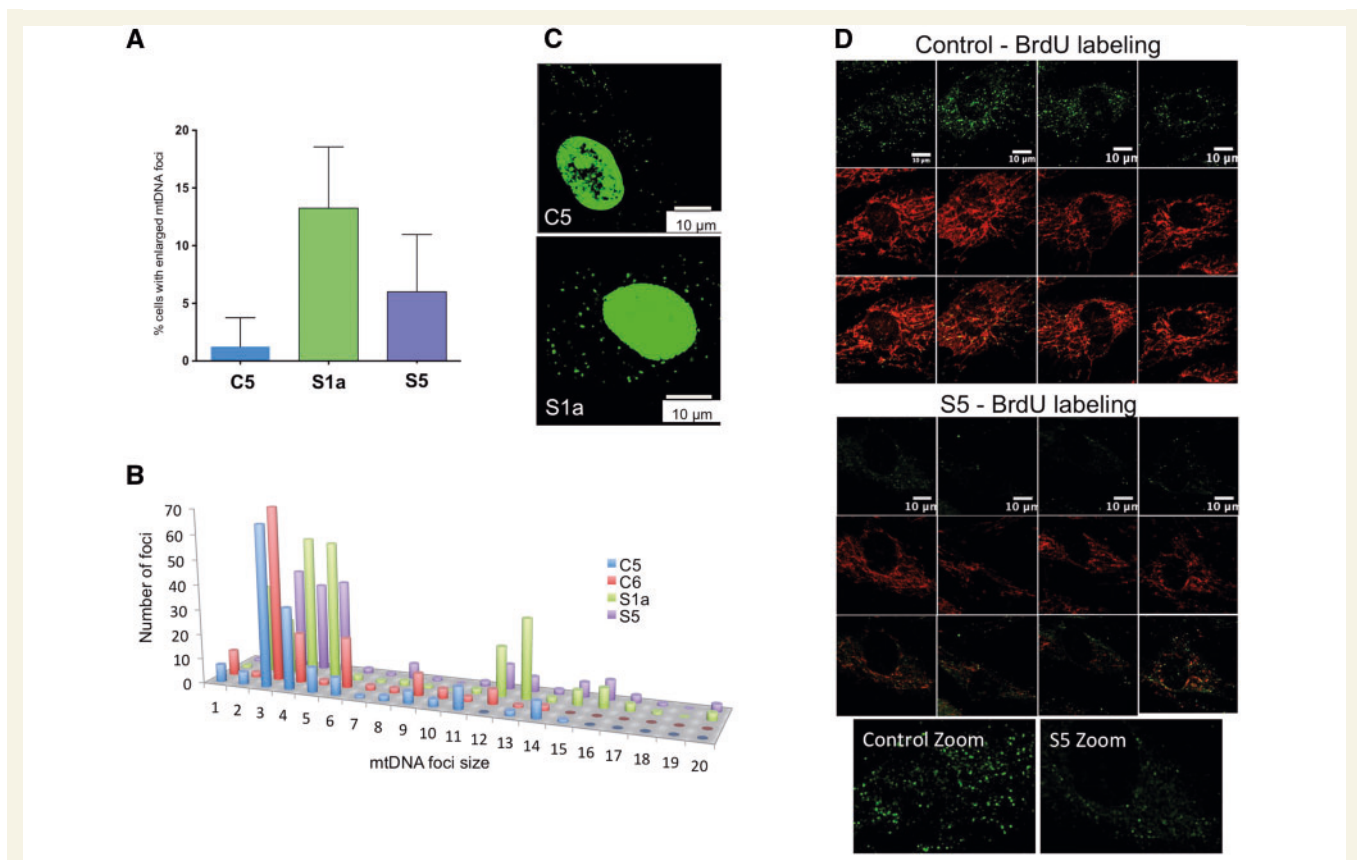 A
% cells with enlarged mtDNA foci
20
15
10
5
0
C5
S1a
S5
B
Number of foci
70
60
50
40
30
20
10
0
C5
C6
S1a
S5
1 2 3 4 5 6 7 8 9 10 11 12 13 14 15 16 17 18 19 20
mtDNA foci size
C
C5
10 µm
S1a
10 µm
D
Control - BrdU labeling
10 µm
10 µm
10 µm
10 µm
S5 - BrdU labeling
10 µm
10 µm
10 µm
10 µm
Control Zoom
S5 Zoom